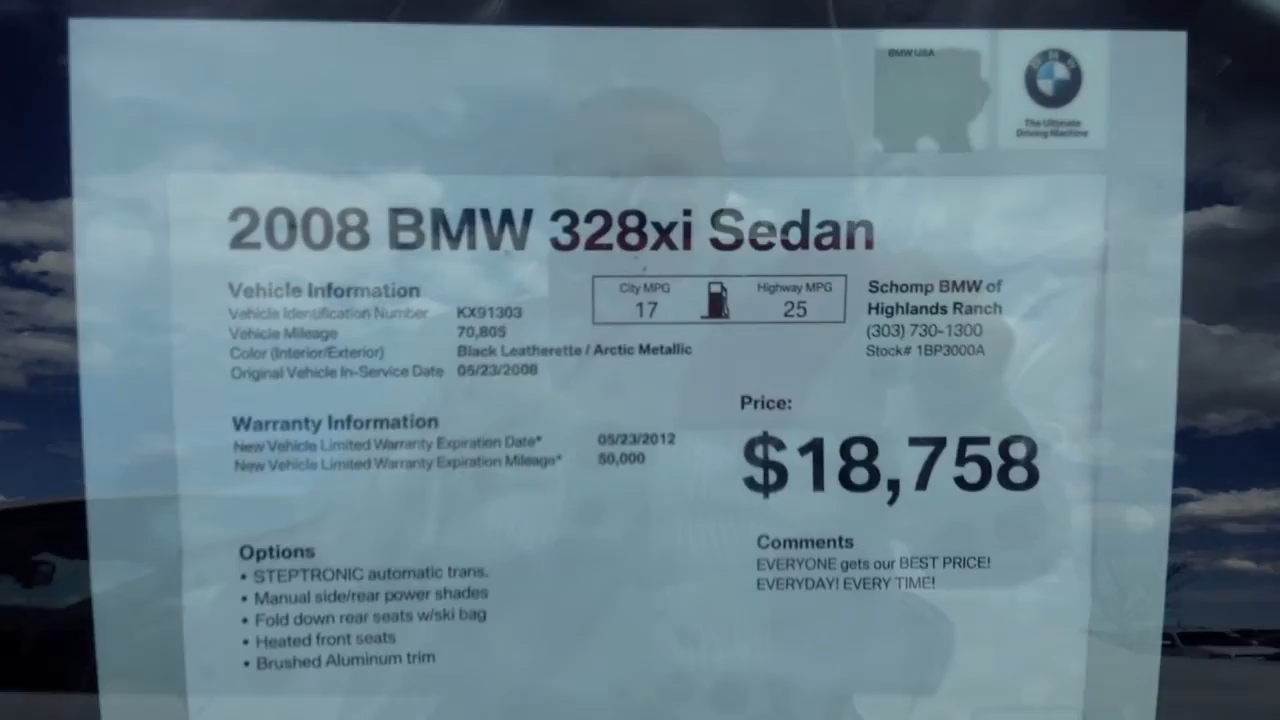 BMW USA
BMW
The Ultimate
Driving Machine
2008 BMW 328xi Sedan
Vehicle Information
Vehicle Identification Number KX91303
Vehicle Mileage 70,805
Color (Interior/Exterior) Black Leatherette / Arctic Metallic
Original Vehicle In-Service Date 05/23/2008
City MPG
17
Highway MPG
25
Schomp BMW of
Highlands Ranch
(303) 730-1300
Stock# 1BP3000A
Warranty Information
New Vehicle Limited Warranty Expiration Date* 05/23/2012
New Vehicle Limited Warranty Expiration Mileage* 50,000
Price:
$18,758
Options
• STEPTRONIC automatic trans.
• Manual side/rear power shades
• Fold down rear seats w/ski bag
• Heated front seats
• Brushed Aluminum trim
Comments
EVERYONE gets our BEST PRICE!
EVERYDAY! EVERY TIME!